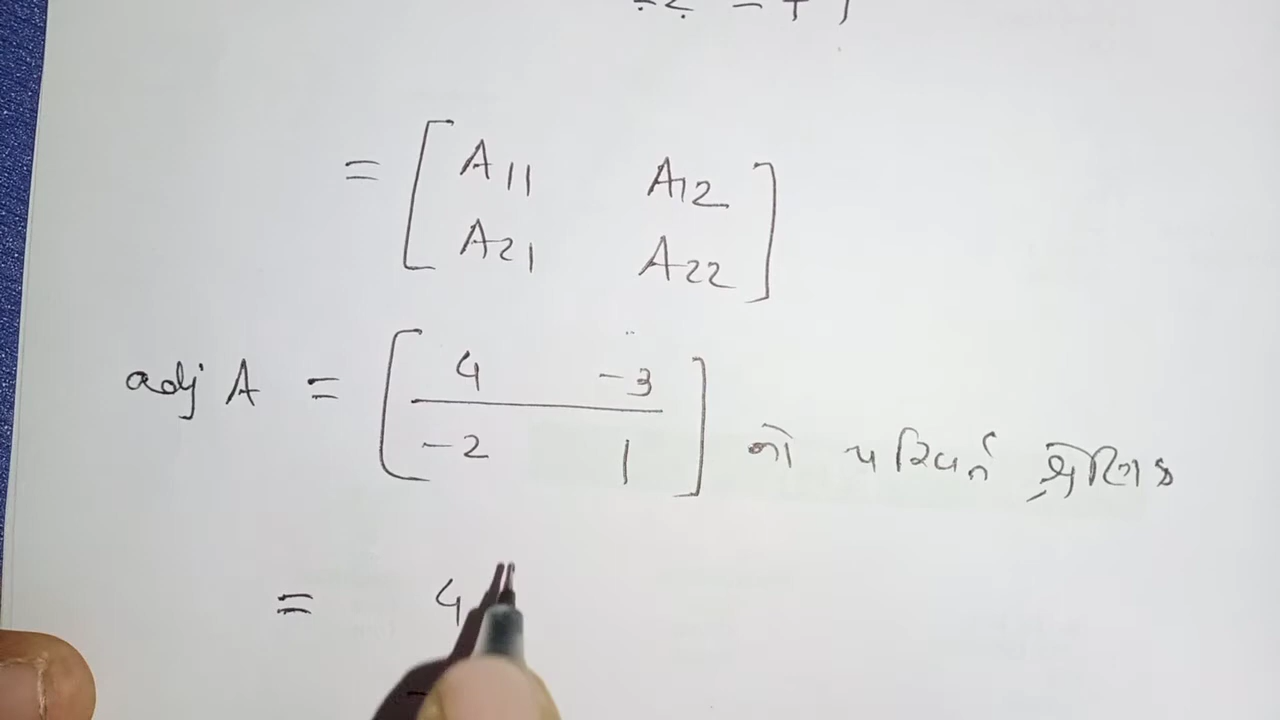 = [ A11 A12
A21 A22 ]
adj A = [ 4 -3
-2 1 ] નો પરિવર્ત શ્રેણિક
= 4